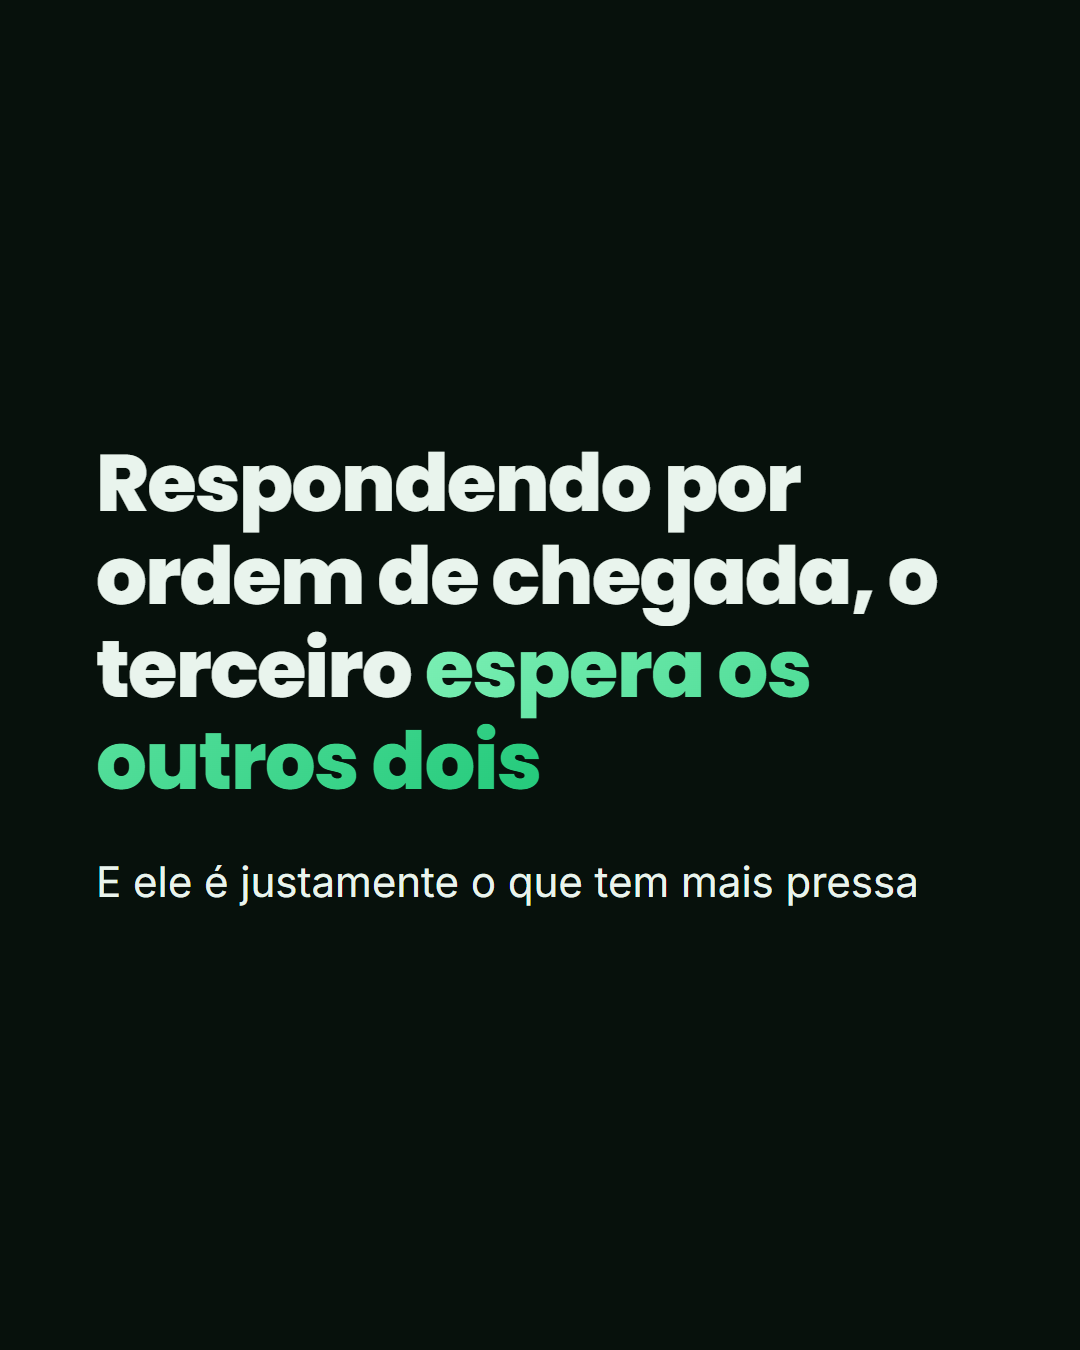 Respondendo por
ordem de chegada, o
terceiro espera os
outros dois
E ele é justamente o que tem mais pressa